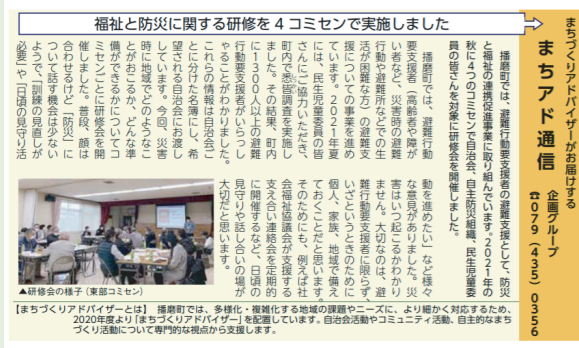 福祉と防災に関する研修を4コミセンで実施しました
まちづくりアドバイザーがお届けする
まちアド通信
企画グループ
☎079(435)0356
播磨町では、避難行動要支援者の避難支援として、防災
と福祉の連携促進事業に取り組んでいます。2021年の
秋に4つのコミセンで自治会、自主防災組織、民生児童委
員の皆さんを対象に研修会を開催しました。
播磨町では、避難行動
要支援者（高齢者や障が
い者など、災害時の避難
行動や避難所などでの生
活が困難な方）の避難支
援についての事業を進め
ています。2021年夏
には、民生児童委員の皆
さんにご協力いただき、
町内で悉皆調査を実施し
ました。その結果、町内
に1300人以上の避難
行動要支援者がいらっし
ゃることがわかりました。
これらの情報は自治会ご
とに分けた名簿にし、希
望される自治会にお渡し
しています。今回、災害
時に地域でどのようなこ
とがおこるか、どんな準
備ができるかについてコ
ミセンごとに研修会を開
催しました。普段、顔は
合わせるけど「防災」に
ついて話す機会は少ない
ようで、「訓練の見直しが
必要」や「日頃の見守り活
動を進めたい」など様々
な意見がありました。災
害はいつ起こるかわかり
ません。大切なのは、避
難行動要支援者に限らず、
いざというときのために
個人、家族、地域で備え
ておくことだと思います。
そのためにも、例えば社
会福祉協議会が支援する
支え合い連絡会を定期的
に開催するなど、日頃の
見守りや話し合いの場が
大切だと思います。
▲研修会の様子（東部コミセン）
【まちづくりアドバイザーとは】 播磨町では、多様化・複雑化する地域の課題やニーズに、より細かく対応するため、
2020年度より「まちづくりアドバイザー」を配置しています。自治会活動やコミュニティ活動、自主的なまち
づくり活動について専門的な視点から支援します。